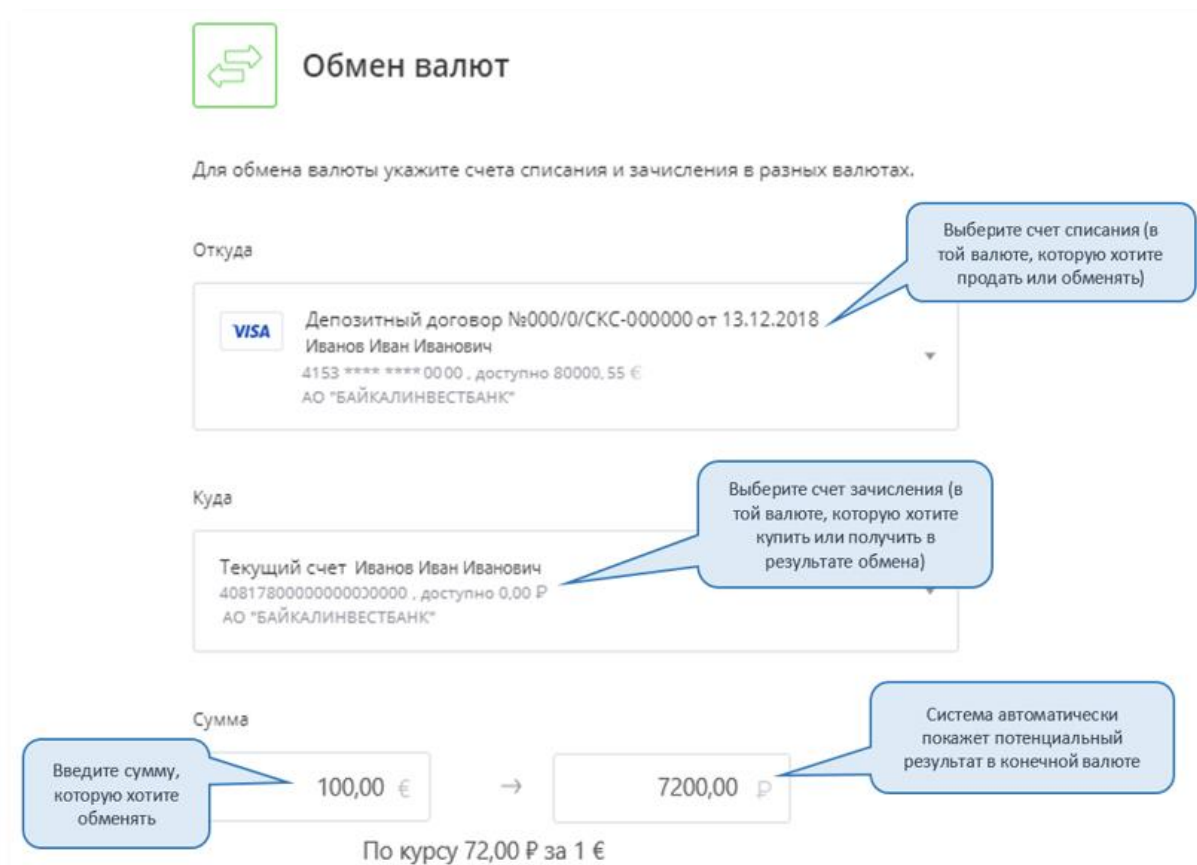 Обмен валют
Для обмена валюты укажите счета списания и зачисления в разных валютах.
Выберите счет списания (в
той валюте, которую хотите
продать или обменять)
Откуда
VISA
Депозитный договор №000/0/СКС-000000 от 13.12.2018
Иванов Иван Иванович
4153 **** **** 0000 , доступно 80000, 55 €
АО "БАЙКАЛИНВЕСТБАНК"
Выберите счет зачисления (в
той валюте, которую хотите
купить или получить в
результате обмена)
Куда
Текущий счет Иванов Иван Иванович
40817800000000000000 , доступно 0,00 ₽
АО "БАЙКАЛИНВЕСТБАНК"
Система автоматически
покажет потенциальный
результат в конечной валюте
Сумма
Введите сумму,
которую хотите
обменять
100,00 € → 7200,00 ₽
По курсу 72,00 ₽ за 1 €